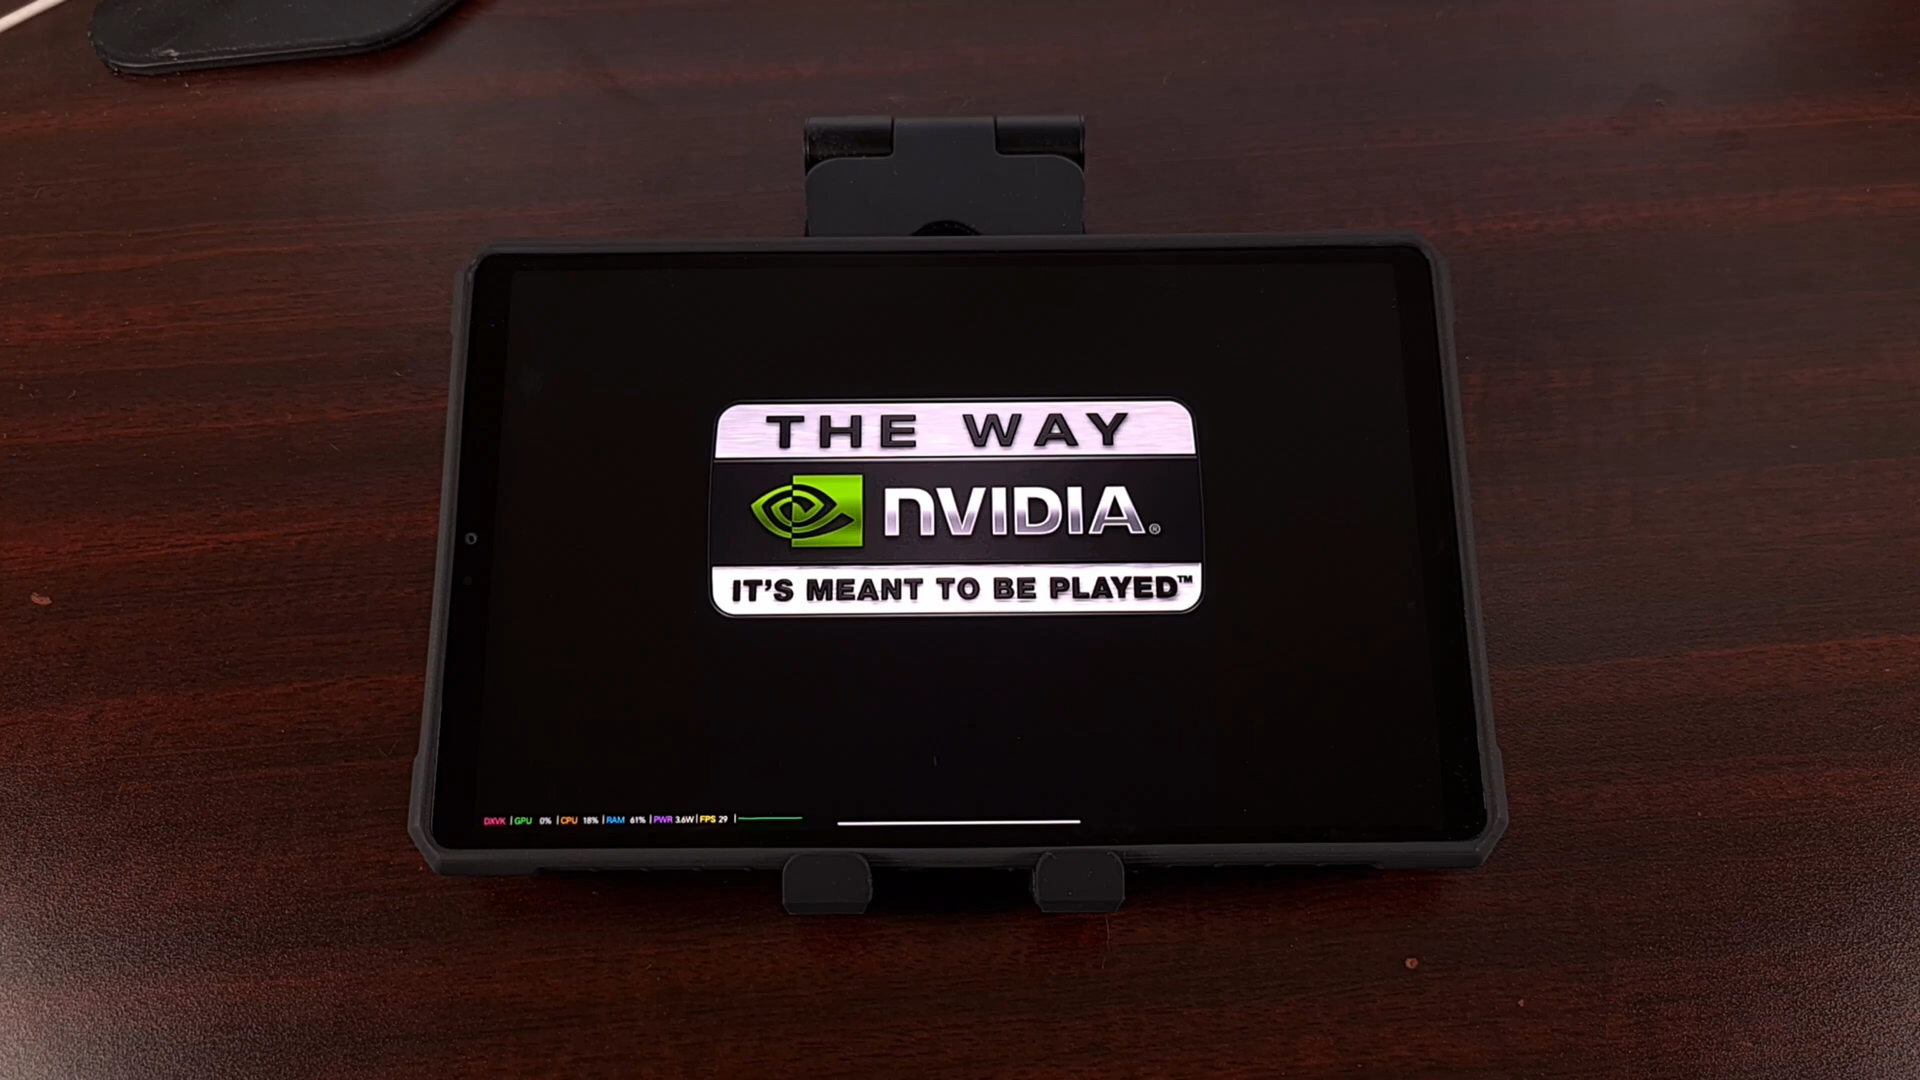 THE WAY
nVIDIA.®
IT'S MEANT TO BE PLAYED™
DXVK | GPU 0% | CPU 18% | RAM 61% | PWR 3.6W | FPS 29 |